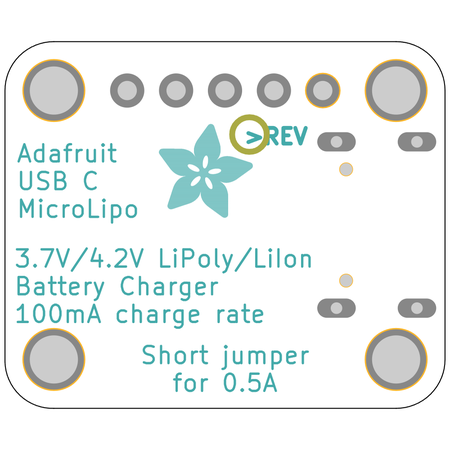 >REV
Adafruit
USB C
MicroLipo
3.7V/4.2V LiPoly/LiIon
Battery Charger
100mA charge rate
Short jumper
for 0.5A